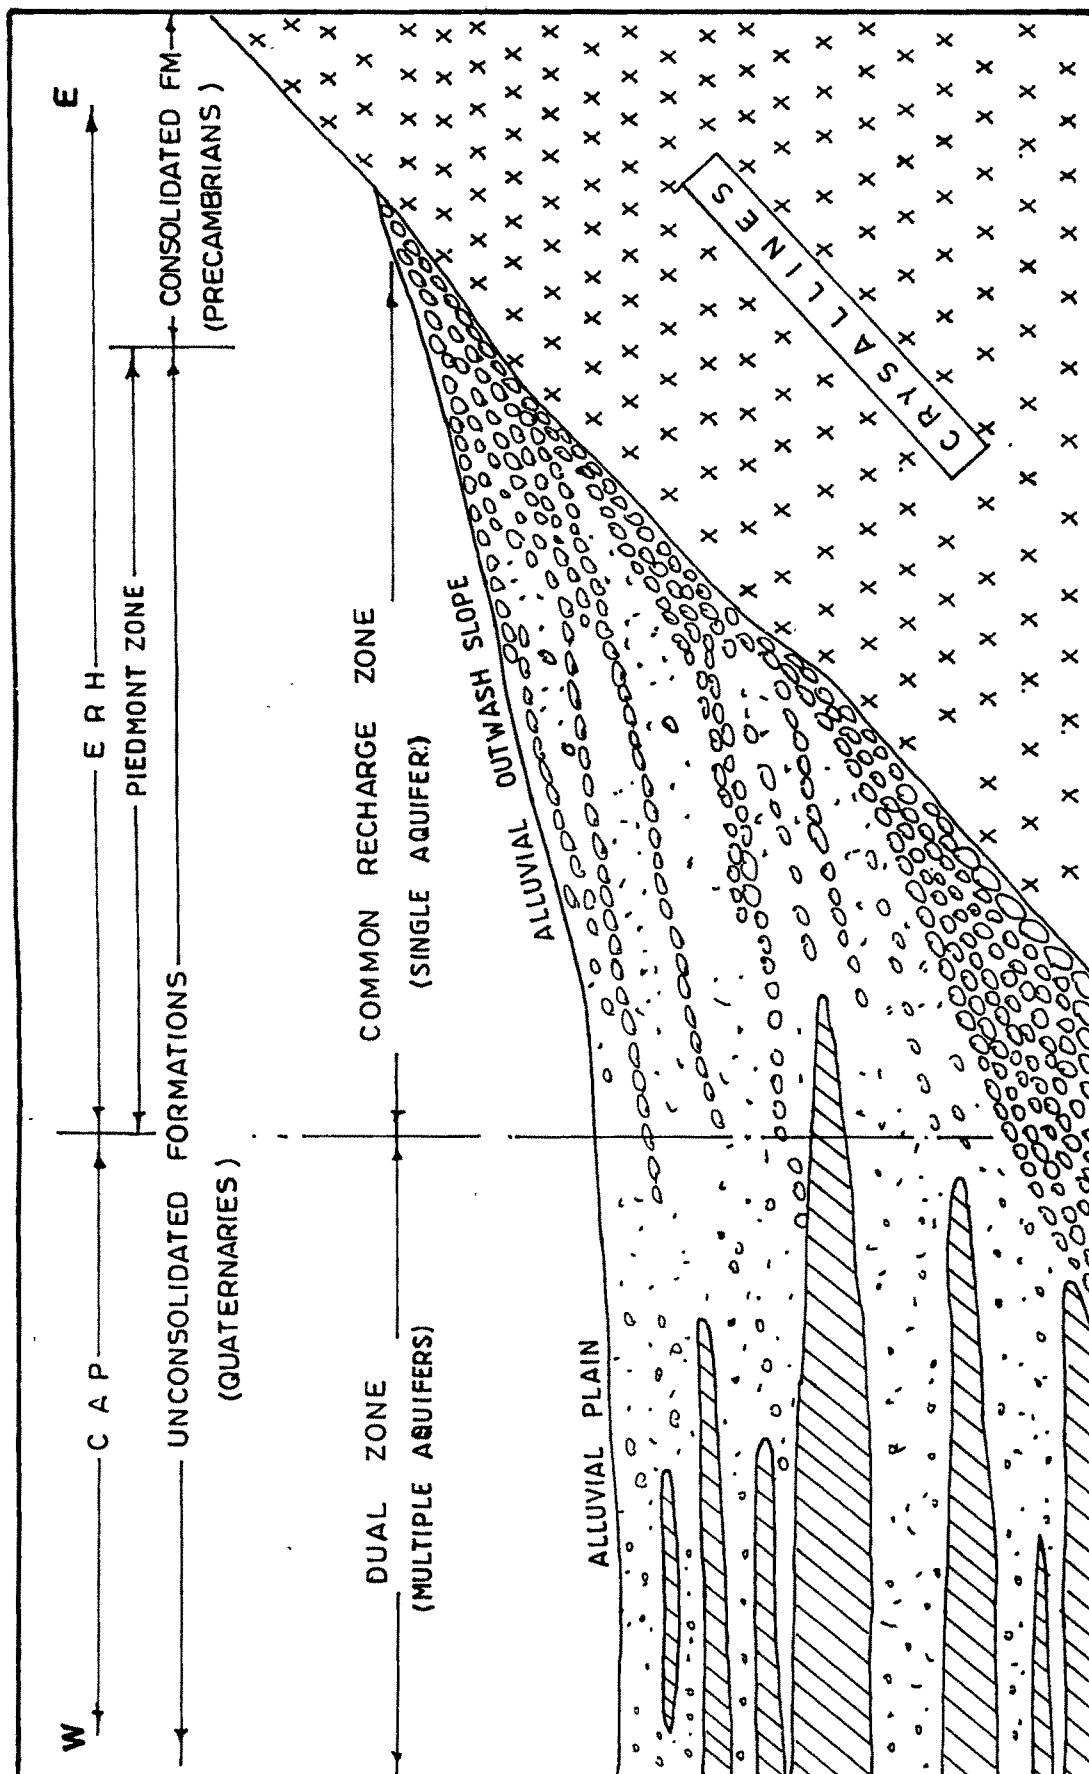 W
E
C A P
E R H
PIEDMONT ZONE
UNCONSOLIDATED FORMATIONS
(QUATERNARIES)
CONSOLIDATED FM
(PRECAMBRIANS)
DUAL ZONE
(MULTIPLE AQUIFERS)
COMMON RECHARGE ZONE
(SINGLE AQUIFER:)
ALLUVIAL PLAIN
ALLUVIAL OUTWASH SLOPE
CRYSALLINES